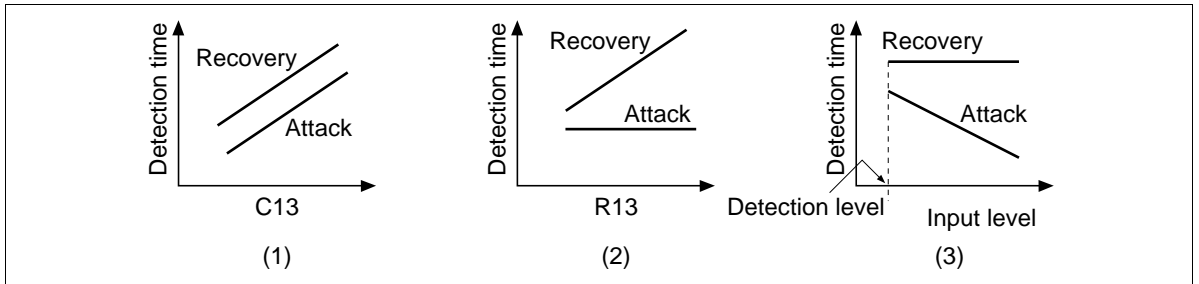 Detection time
Recovery
Attack
C13
(1)
Detection time
Recovery
Attack
R13
(2)
Detection time
Recovery
Attack
Detection level
Input level
(3)